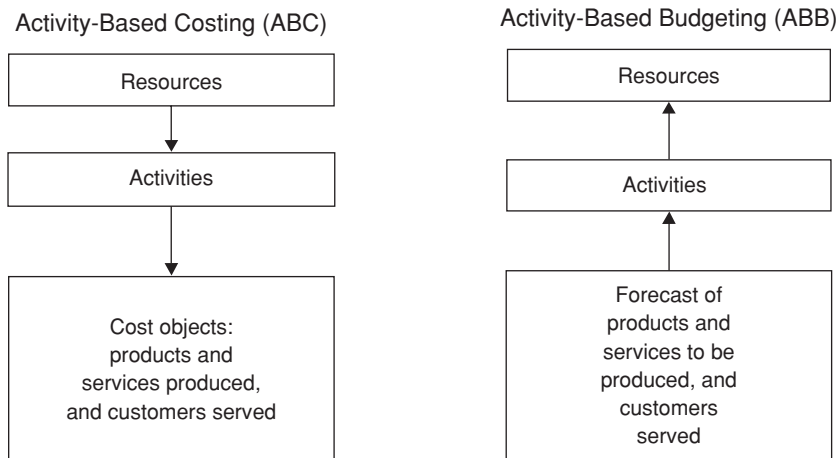 Activity-Based Costing (ABC)
Resources
Activities
Cost objects:
products and
services produced,
and customers served
Activity-Based Budgeting (ABB)
Resources
Activities
Forecast of
products and
services to be
produced, and
customers
served